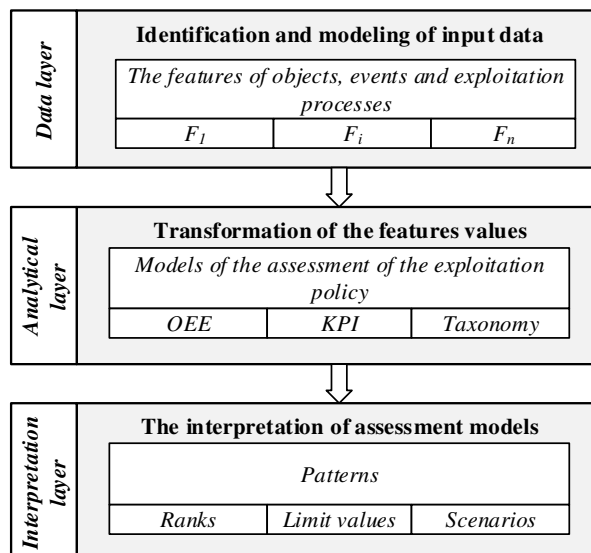 Data layer
Identification and modeling of input data
The features of objects, events and exploitation
processes
F1
Fi
Fn
Analytical
layer
Transformation of the features values
Models of the assessment of the exploitation
policy
OEE
KPI
Taxonomy
Interpretation
layer
The interpretation of assessment models
Patterns
Ranks
Limit values
Scenarios